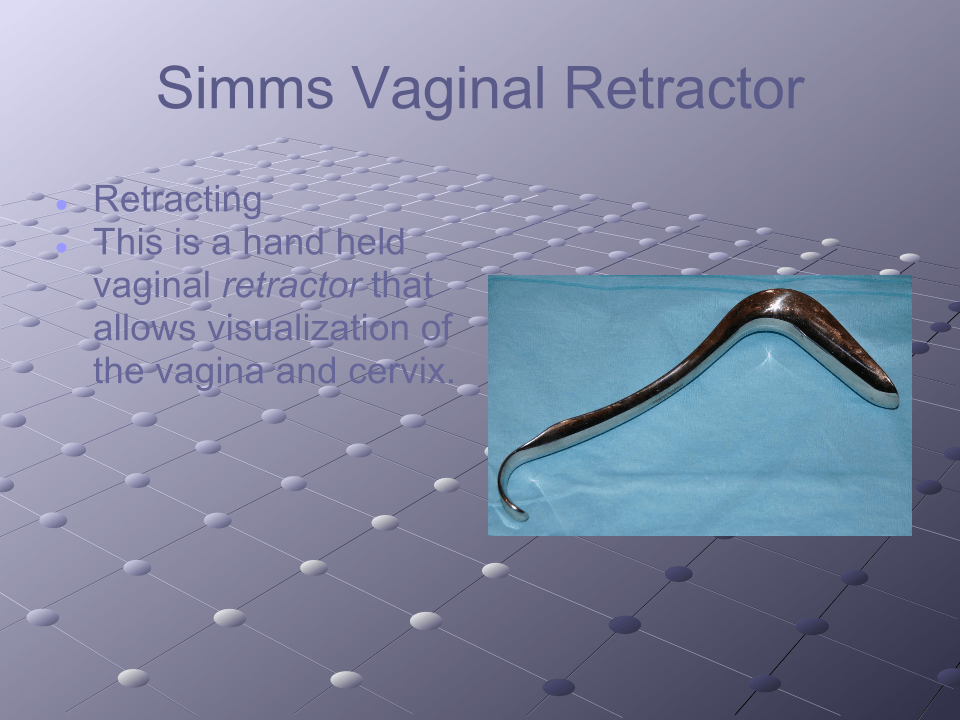 Simms Vaginal Retractor
Retracting
This is a hand held
vaginal retractor that
allows visualization of
the vagina and cervix.